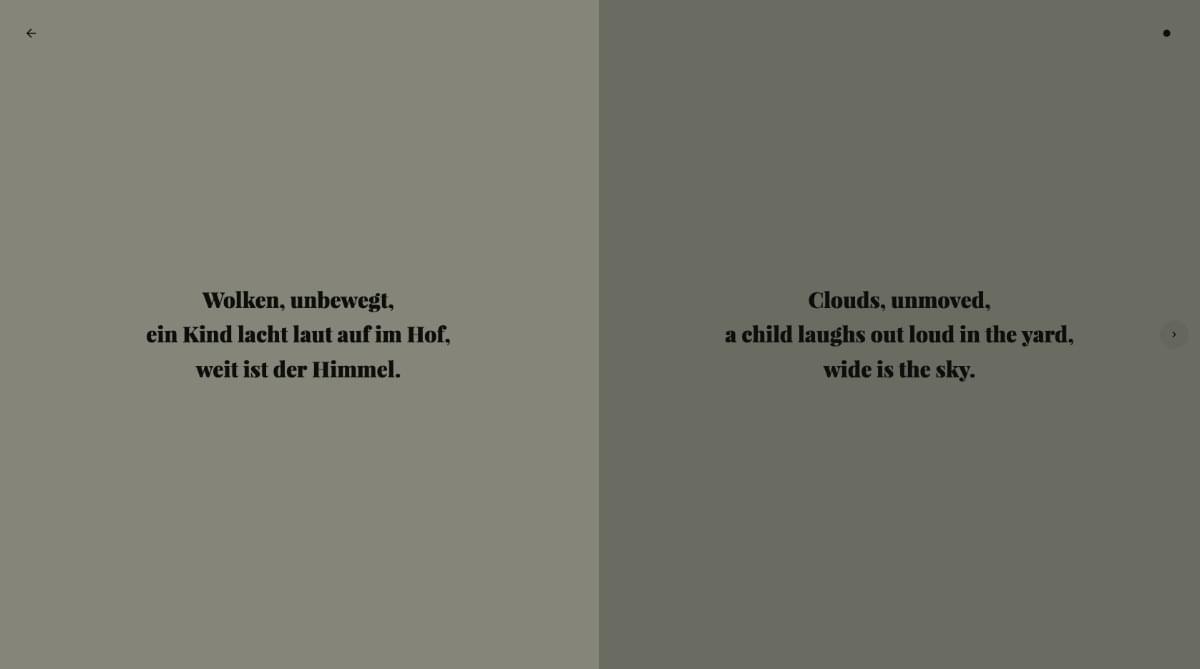 Wolken, unbewegt,
ein Kind lacht laut auf im Hof,
weit ist der Himmel.
Clouds, unmoved,
a child laughs out loud in the yard,
wide is the sky.